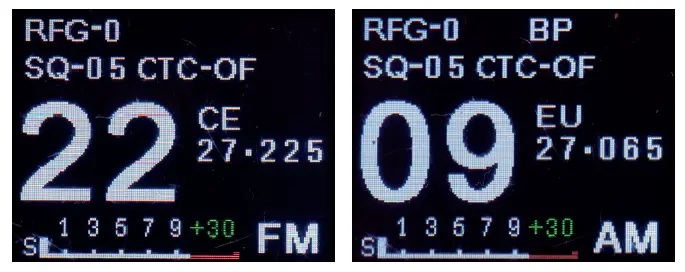 RFG-0
SQ-05 CTC-OF
22
CE
27.225
1 3 5 7 9 +30
S
FM
RFG-0 BP
SQ-05 CTC-OF
09
EU
27.065
1 3 5 7 9 +30
S
AM